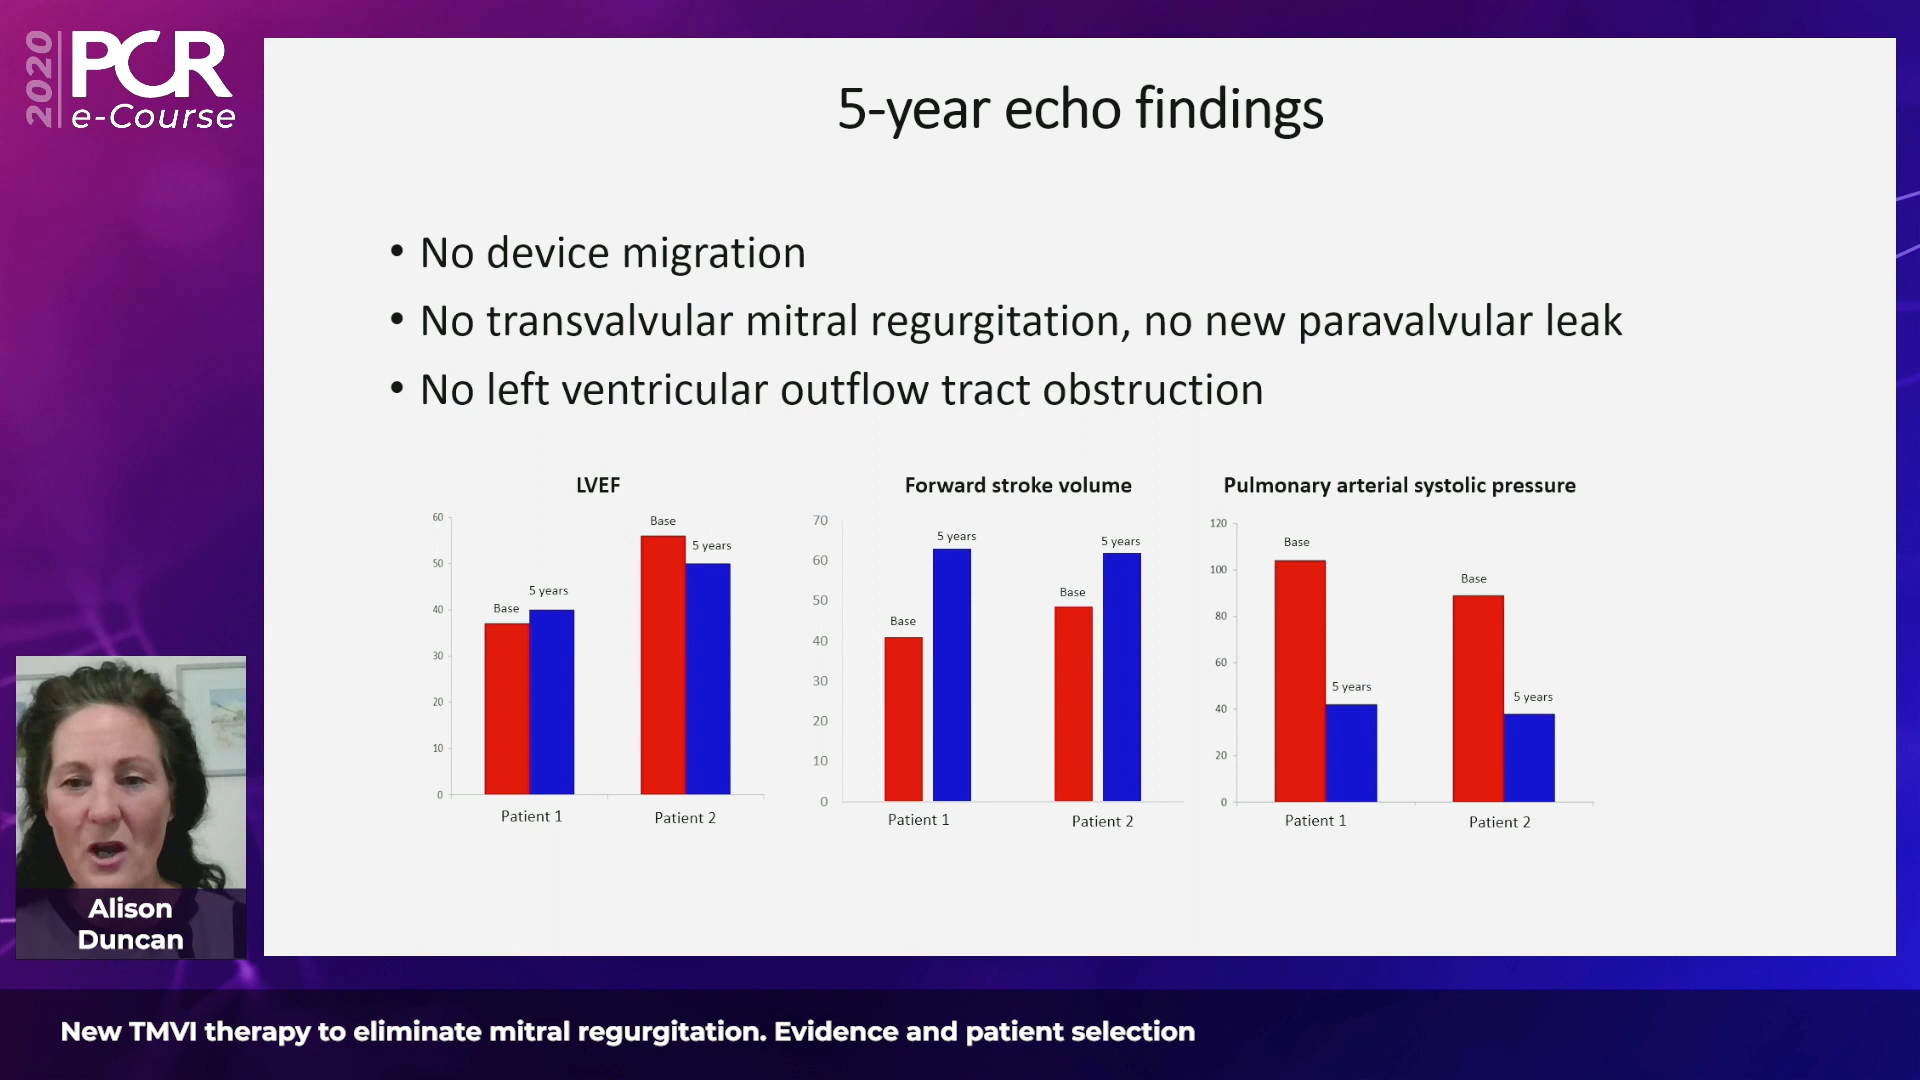 2020
PCR
e-Course
5-year echo findings
• No device migration
• No transvalvular mitral regurgitation, no new paravalvular leak
• No left ventricular outflow tract obstruction
LVEF
60
50
40
30
20
10
0
Base
5 years
Base
5 years
Patient 1
Patient 2
Forward stroke volume
70
60
50
40
30
20
10
0
Base
5 years
Base
5 years
Patient 1
Patient 2
Pulmonary arterial systolic pressure
120
100
80
60
40
20
0
Base
5 years
Base
5 years
Patient 1
Patient 2
Alison
Duncan
New TMVI therapy to eliminate mitral regurgitation. Evidence and patient selection